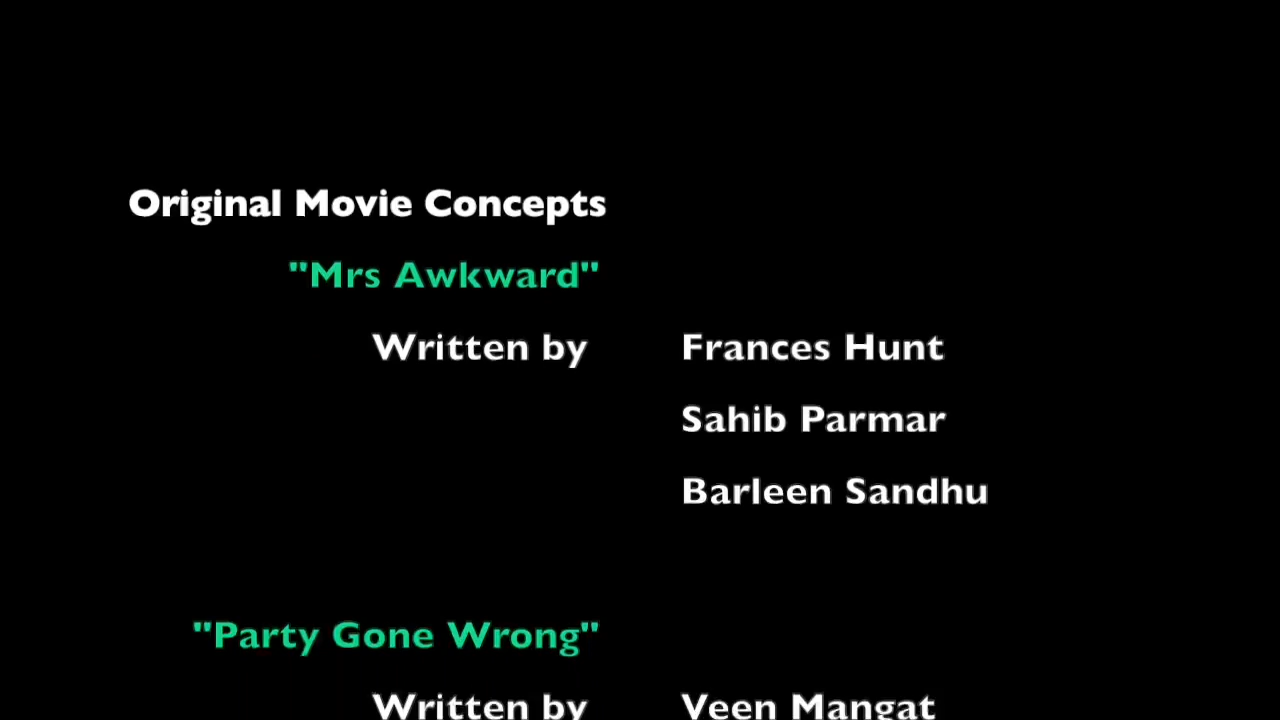 Original Movie Concepts
"Mrs Awkward"
Written by Frances Hunt
Sahib Parmar
Barleen Sandhu
"Party Gone Wrong"
Written by Veen Mangat